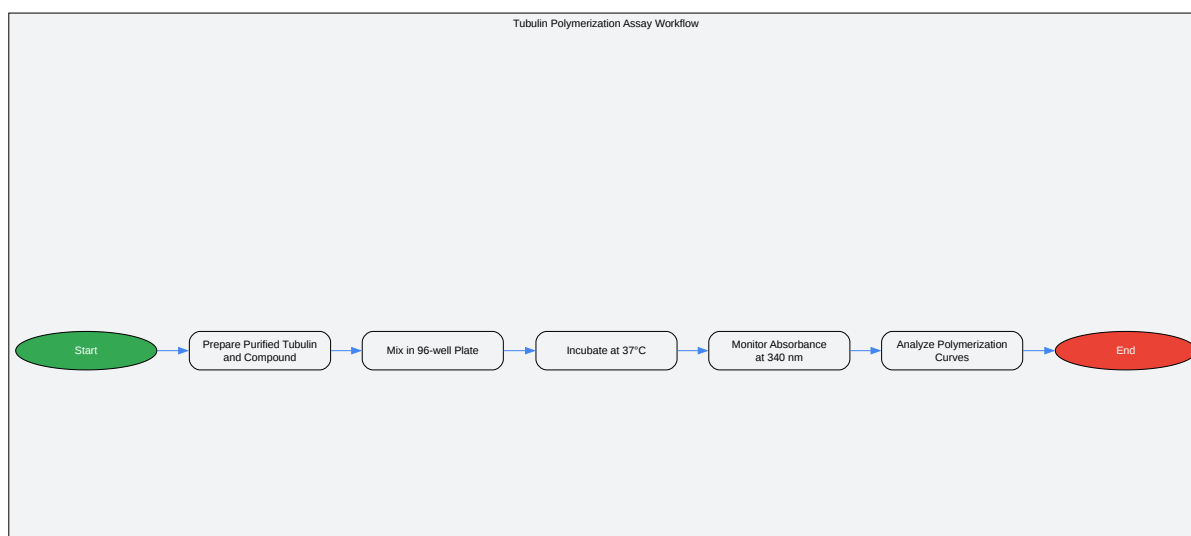 Tubulin Polymerization Assay Workflow
Start
Prepare Purified Tubulin
and Compound
Mix in 96-well Plate
Incubate at 37°C
Monitor Absorbance
at 340 nm
Analyze Polymerization
Curves
End